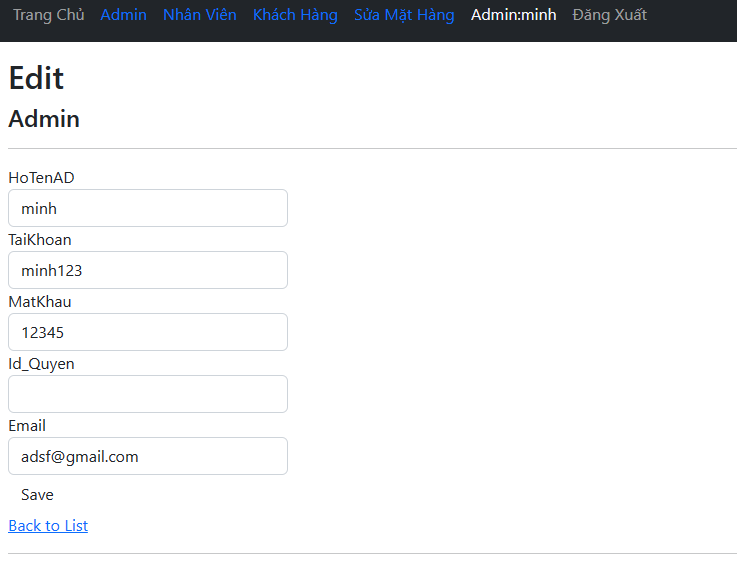 Trang Chủ Admin Nhân Viên Khách Hàng Sửa Mặt Hàng Admin:minh Đăng Xuất
Edit
Admin
HoTenAD
minh
TaiKhoan
minh123
MatKhau
12345
Id_Quyen
Email
adsf@gmail.com
Save
Back to List